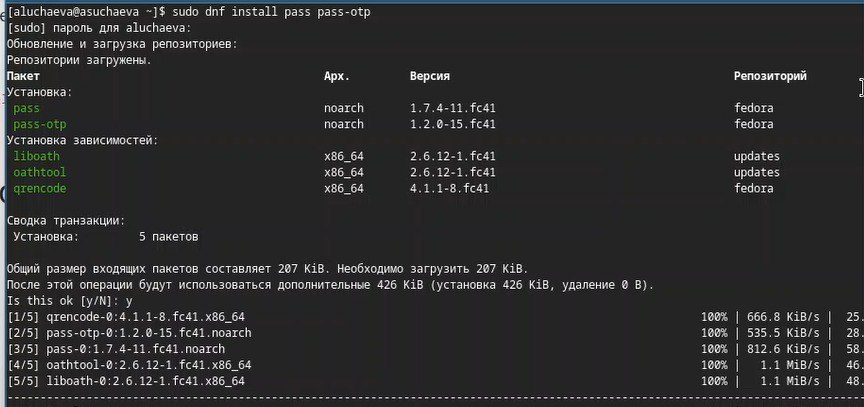 [aluchaeva@asuchaeva ~]$ sudo dnf install pass pass-otp
[sudo] пароль для aluchaeva:
Обновление и загрузка репозиториев:
Репозитории загружены.
Пакет Арх. Версия Репозиторий
Установка:
pass noarch 1.7.4-11.fc41 fedora
pass-otp noarch 1.2.0-15.fc41 fedora
Установка зависимостей:
liboath x86_64 2.6.12-1.fc41 updates
oathtool x86_64 2.6.12-1.fc41 updates
qrencode x86_64 4.1.1-8.fc41 fedora
Сводка транзакции:
Установка: 5 пакетов
Общий размер входящих пакетов составляет 207 KiB. Необходимо загрузить 207 KiB.
После этой операции будут использоваться дополнительные 426 KiB (установка 426 KiB, удаление 0 B).
Is this ok [y/N]: y
[1/5] qrencode-0:4.1.1-8.fc41.x86_64 100% | 666.8 KiB/s | 25.
[2/5] pass-otp-0:1.2.0-15.fc41.noarch 100% | 535.5 KiB/s | 28.
[3/5] pass-0:1.7.4-11.fc41.noarch 100% | 812.6 KiB/s | 58.
[4/5] oathtool-0:2.6.12-1.fc41.x86_64 100% | 1.1 MiB/s | 46.
[5/5] liboath-0:2.6.12-1.fc41.x86_64 100% | 1.1 MiB/s | 48.